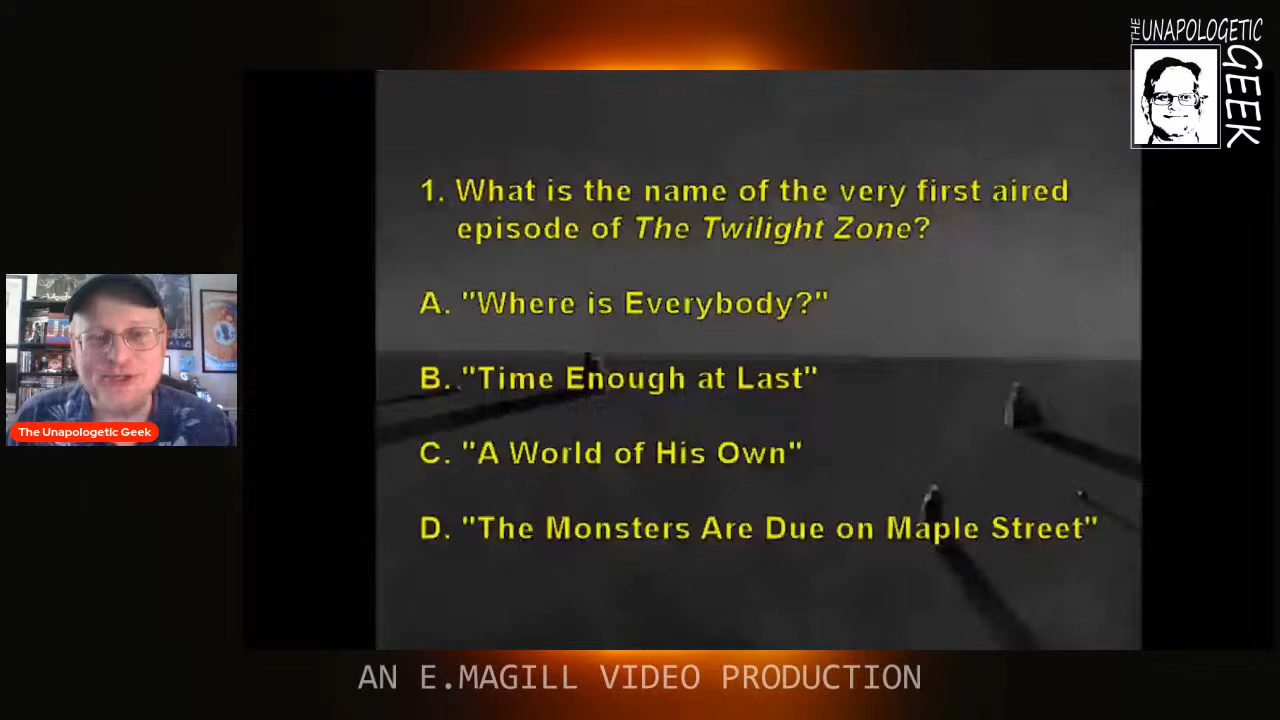 THE UNAPOLOGETIC
GEEK
1. What is the name of the very first aired
episode of The Twilight Zone?
A. "Where is Everybody?"
B. "Time Enough at Last"
C. "A World of His Own"
D. "The Monsters Are Due on Maple Street"
The Unapologetic Geek
AN E.MAGILL VIDEO PRODUCTION